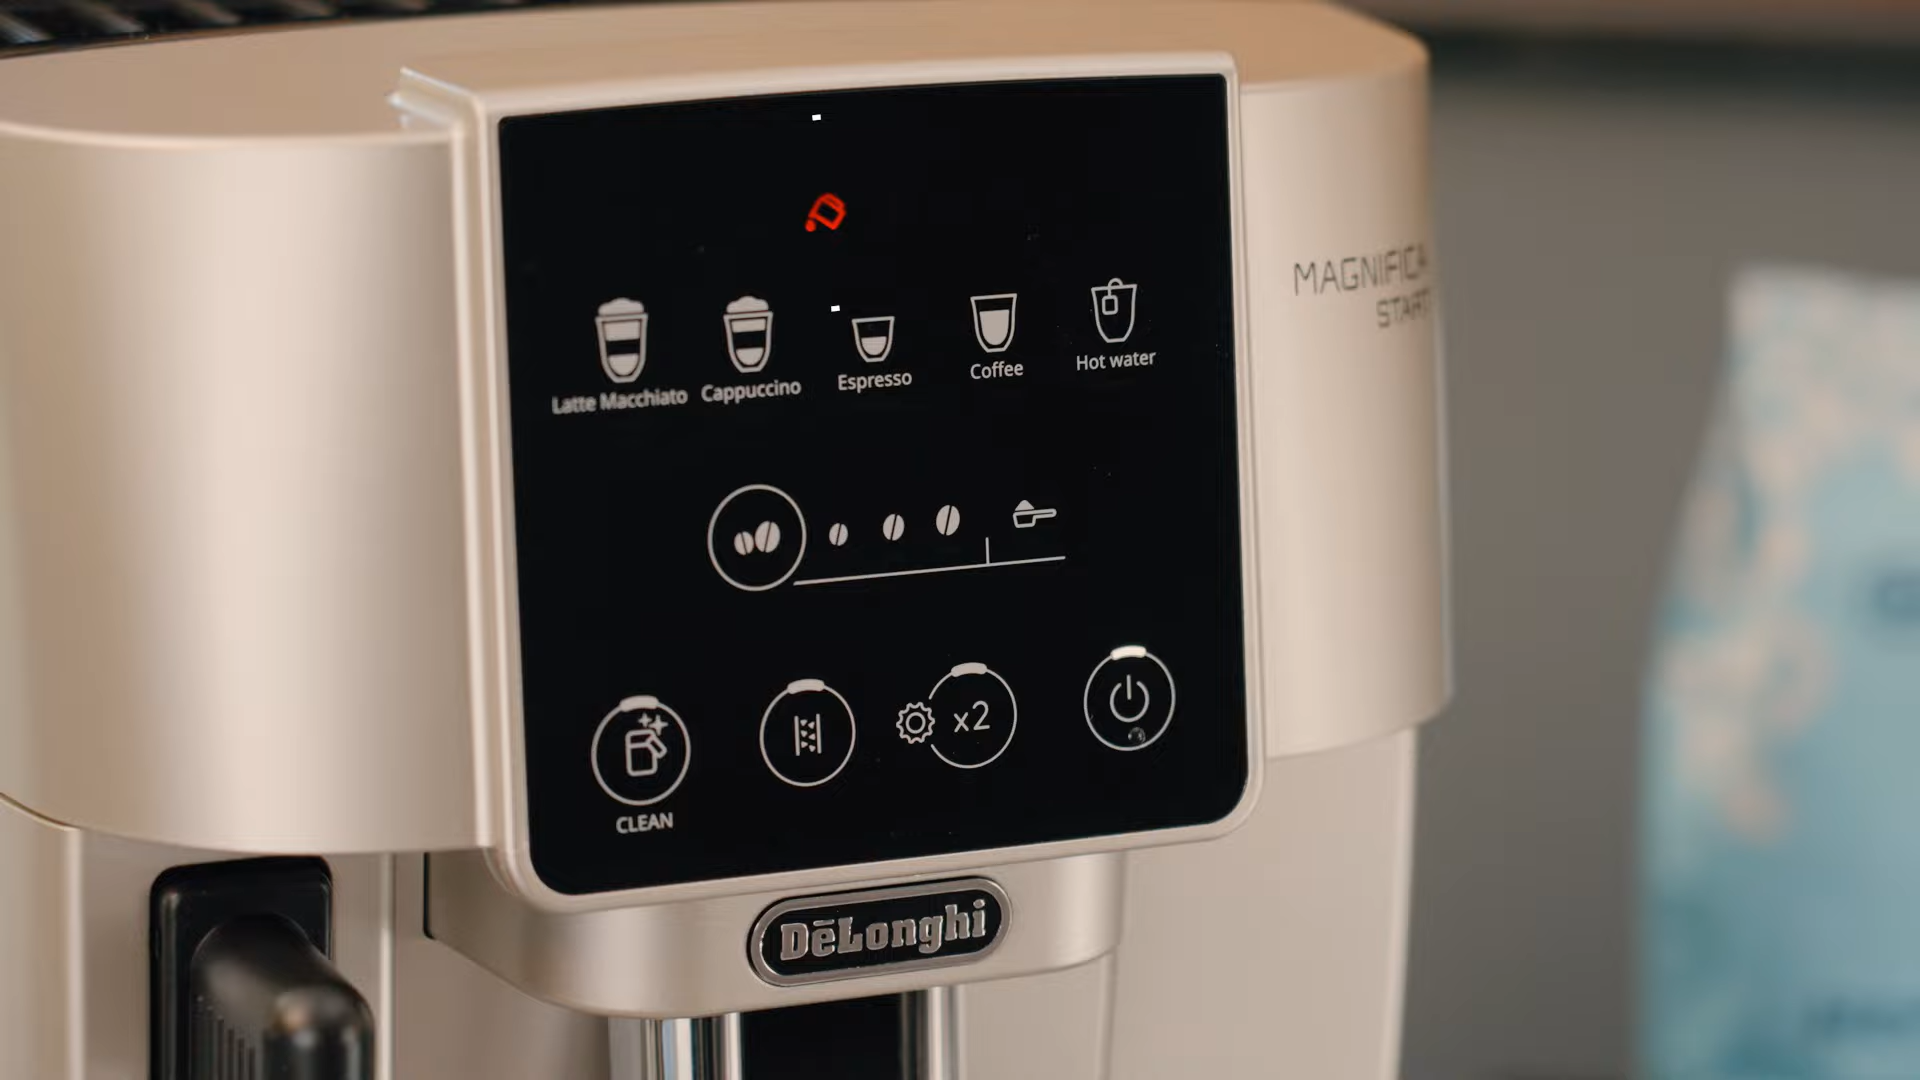 MAGNIFICA
START
Latte Macchiato
Cappuccino
Espresso
Coffee
Hot water
x2
CLEAN
DēLonghi